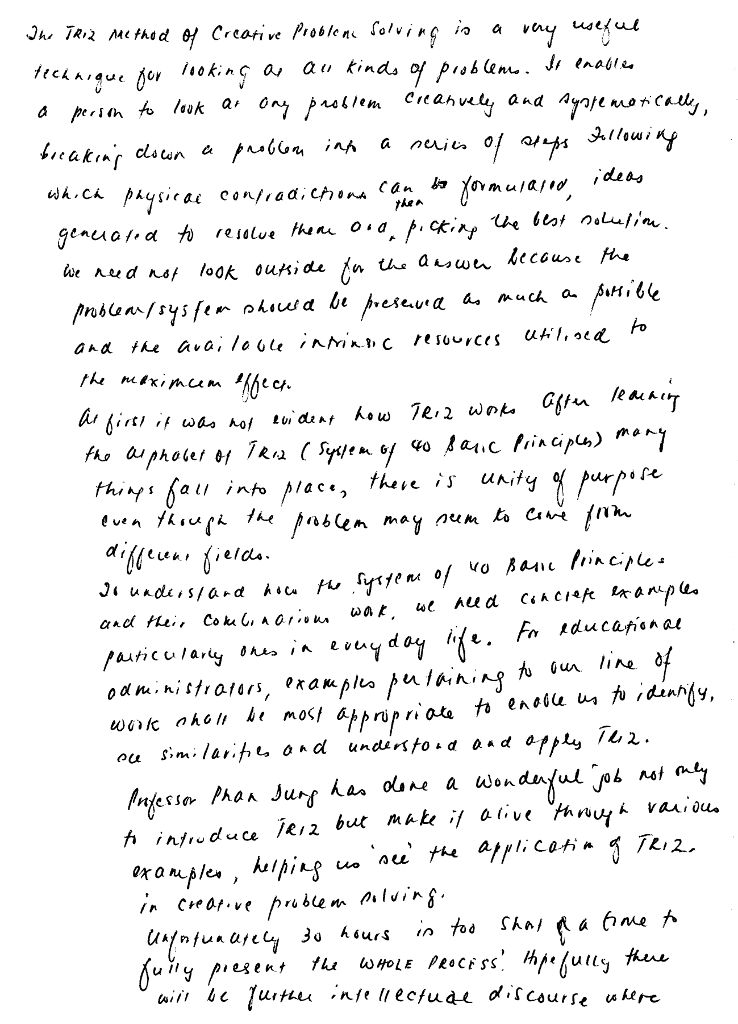 The TRIZ Method of Creative Problem Solving is a very useful
technique for looking at all kinds of problems. It enables
a person to look at any problem creatively and systematically,
breaking down a problem into a series of steps following
which physical contradictions can be formulated, ideas
generated to resolve them and then picking the best solution.
We need not look outside for the answer because the
problem/system should be preserved as much as possible
and the available intrinsic resources utilised to
the maximum effect.
At first it was not evident how TRIZ works after learning
the alphabet of TRIZ (System of 40 Basic Principles) many
things fall into place, there is unity of purpose
even though the problem may seem to come from
different fields.
To understand how the System of 40 Basic Principles
and their combinations work, we need concrete examples
particularly ones in everyday life. For educational
administrators, examples pertaining to our line of
work shall be most appropriate to enable us to identify,
see similarities and understand and apply TRIZ.
Professor Phan Dung has done a wonderful job not only
to introduce TRIZ but make it alive through various
examples, helping us 'see' the application of TRIZ.
in creative problem solving.
Unfortunately 30 hours is too short a time to
fully present the WHOLE PROCESS! Hopefully there
will be further intellectual discourse where